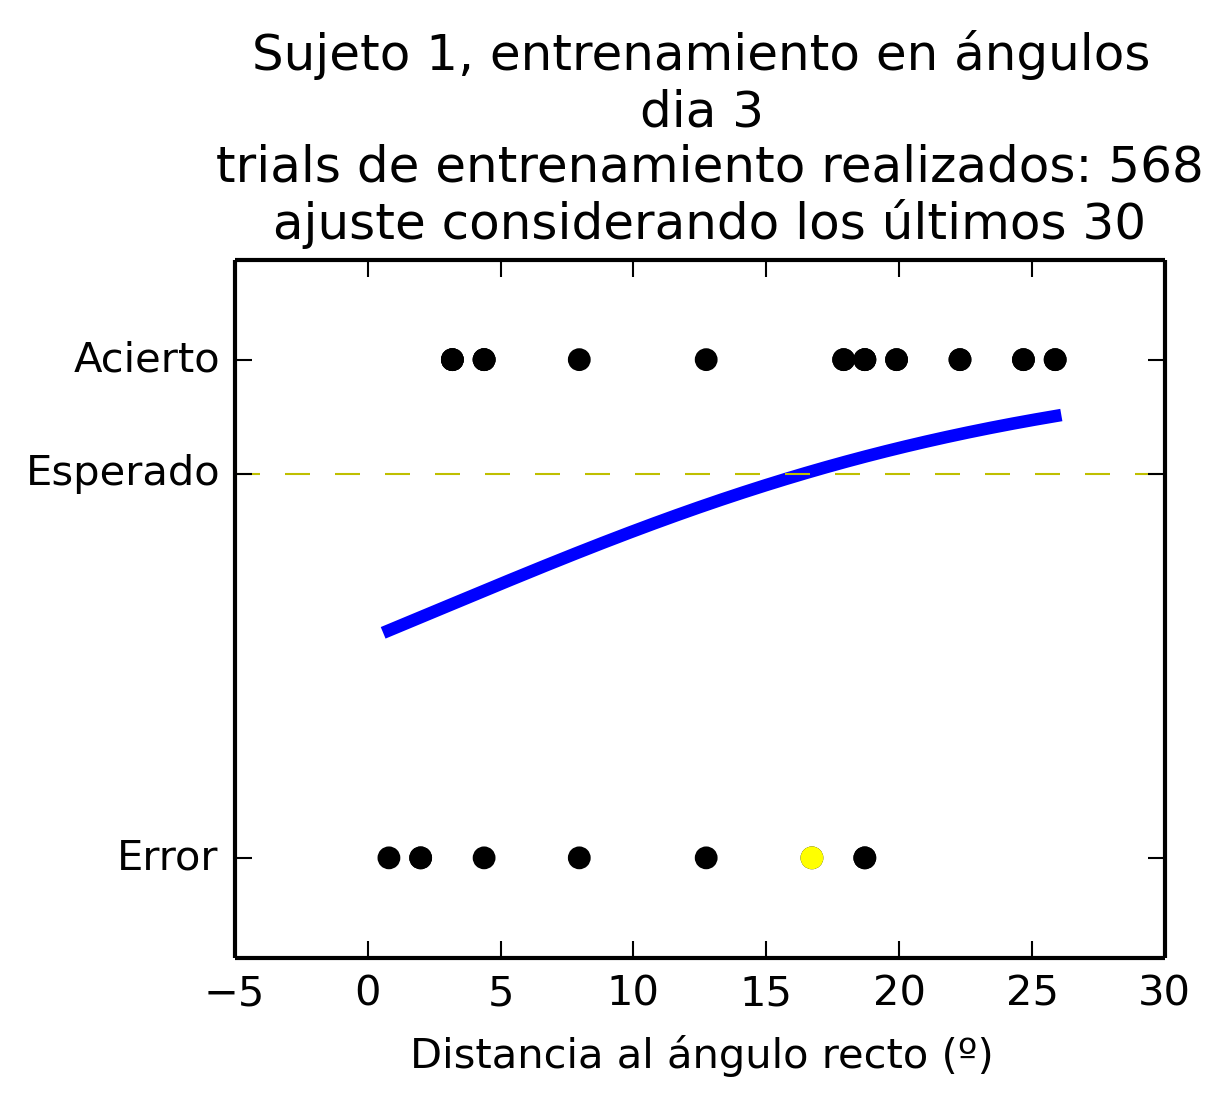 Sujeto 1, entrenamiento en ángulos
dia 3
trials de entrenamiento realizados: 568
ajuste considerando los últimos 30
Acierto
Esperado
Error
−5 0 5 10 15 20 25 30
Distancia al ángulo recto (º)